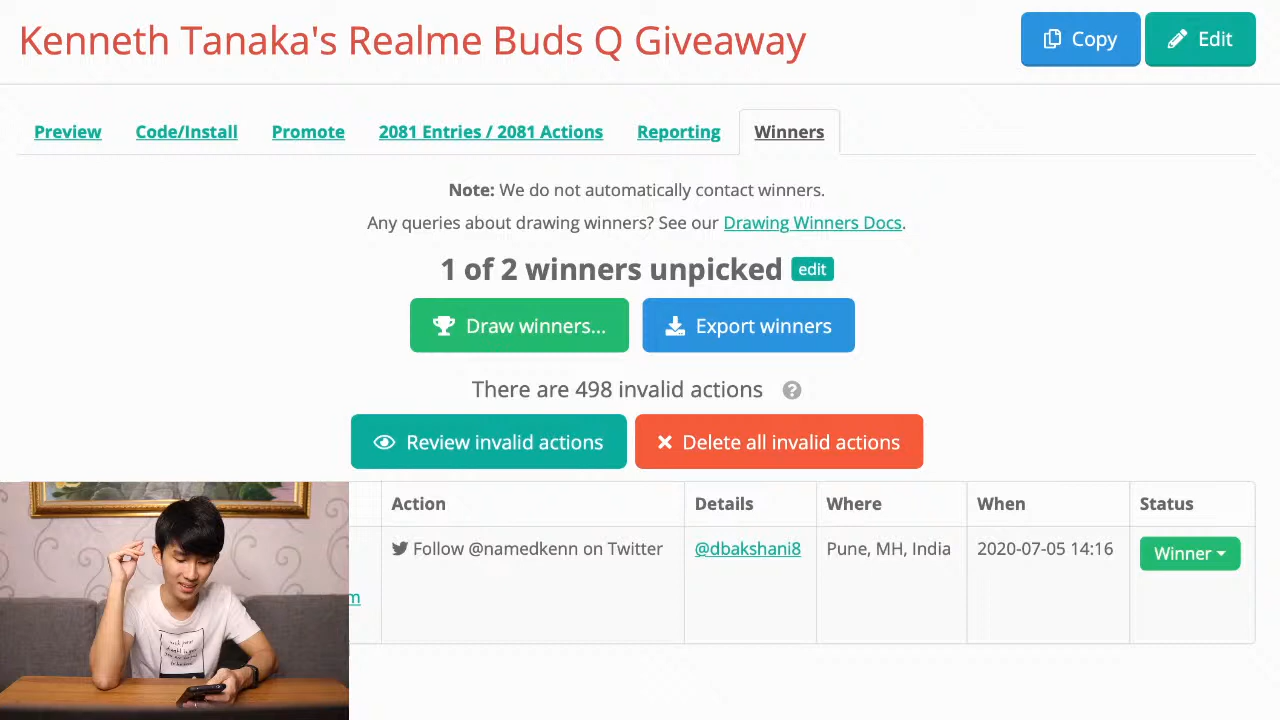 Kenneth Tanaka's Realme Buds Q Giveaway
Copy
Edit
Preview
Code/Install
Promote
2081 Entries / 2081 Actions
Reporting
Winners
Note: We do not automatically contact winners.
Any queries about drawing winners? See our Drawing Winners Docs.
1 of 2 winners unpicked edit
Draw winners...
Export winners
There are 498 invalid actions ?
Review invalid actions
Delete all invalid actions
Action
Details
Where
When
Status
Follow @namedkenn on Twitter
@dbakshani8
Pune, MH, India
2020-07-05 14:16
Winner
m